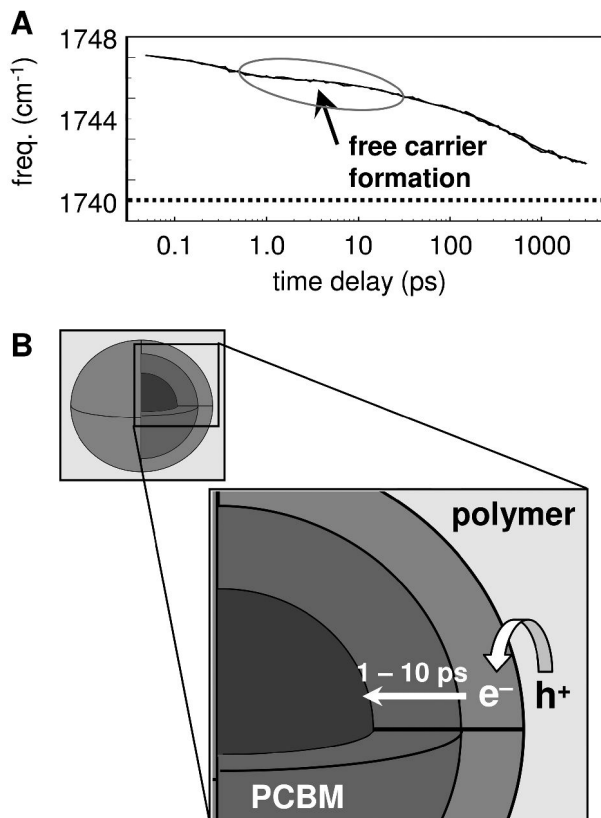 A
1748
1744
1740
freq. (cm⁻¹)
free carrier
formation
0.1 1.0 10 100 1000
time delay (ps)
B
polymer
1 – 10 ps
e⁻ h⁺
PCBM